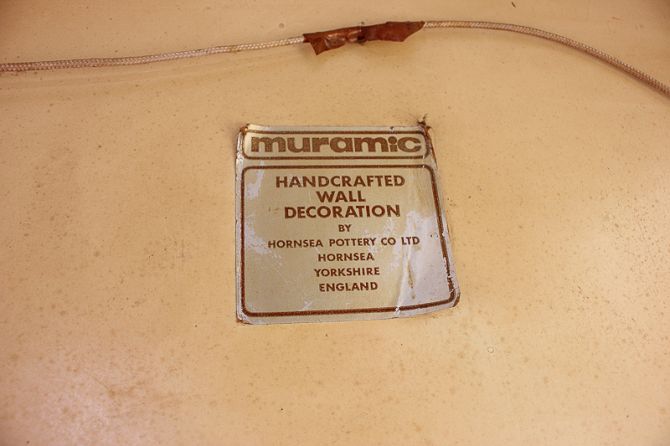 muramic
HANDCRAFTED
WALL
DECORATION
BY
HORNSEA POTTERY CO LTD
HORNSEA
YORKSHIRE
ENGLAND